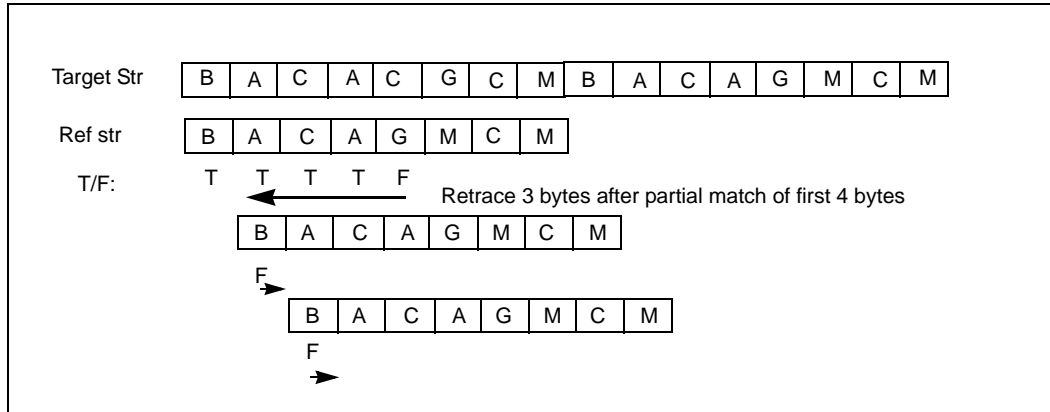 Target Str B A C A C G C M B A C A G M C M
Ref str B A C A G M C M
T/F: T T T T F
Retrace 3 bytes after partial match of first 4 bytes
B A C A G M C M
F
B A C A G M C M
F